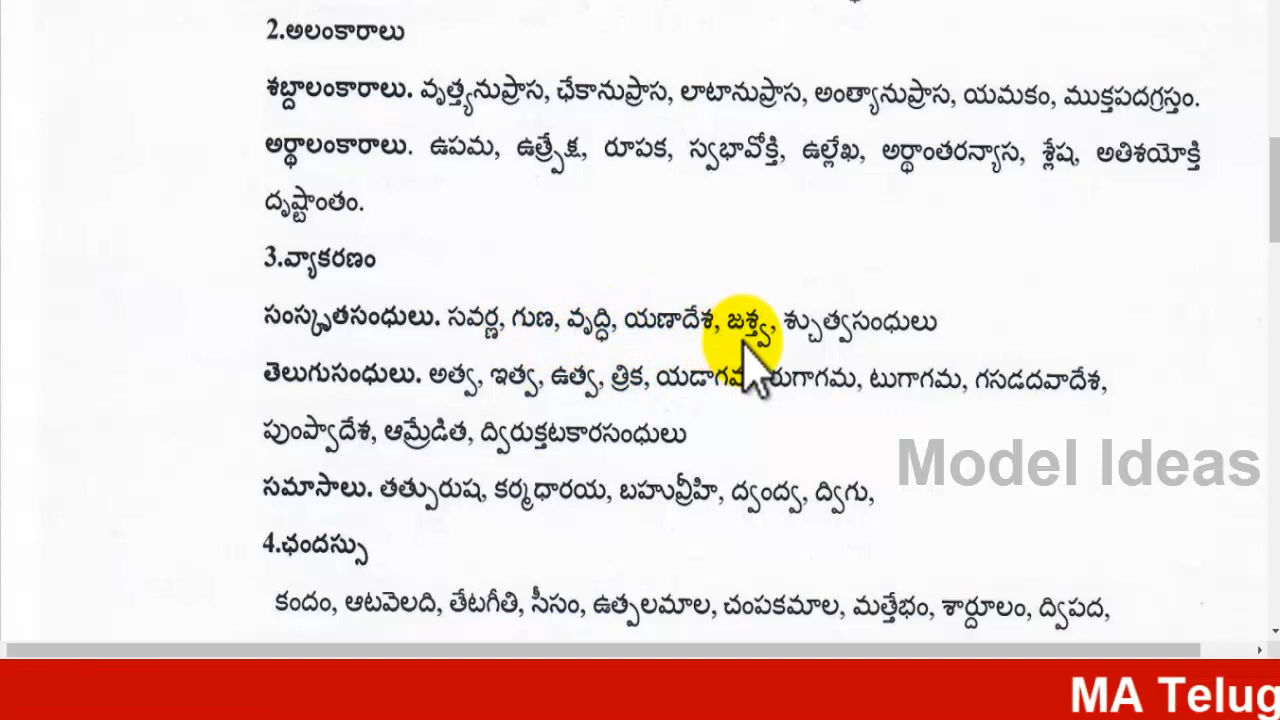 2.అలంకారాలు
శబ్దాలంకారాలు. వృత్త్యనుప్రాస, ఛేకానుప్రాస, లాటానుప్రాస, అంత్యానుప్రాస, యమకం, ముక్తపదగ్రస్తం.
అర్థాలంకారాలు. ఉపమ, ఉత్ప్రేక్ష, రూపక, స్వభావోక్తి, ఉల్లేఖ, అర్థాంతరన్యాస, శ్లేష, అతిశయోక్తి
దృష్టాంతం.
3.వ్యాకరణం
సంస్కృతసంధులు. సవర్ణ, గుణ, వృద్ధి, యణాదేశ, జశ్త్వ, శ్చుత్వసంధులు
తెలుగుసంధులు. అత్వ, ఇత్వ, ఉత్వ, త్రిక, యడాగమ, రుగాగమ, టుగాగమ, గసడదవాదేశ,
పుంప్వాదేశ, ఆమ్రేడిత, ద్విరుక్తటకారసంధులు
సమాసాలు. తత్పురుష, కర్మధారయ, బహువ్రీహి, ద్వంద్వ, ద్విగు,
Model Ideas
4.ఛందస్సు
కందం, ఆటవెలది, తేటగీతి, సీసం, ఉత్పలమాల, చంపకమాల, మత్తేభం, శార్దూలం, ద్విపద,
MA Telug